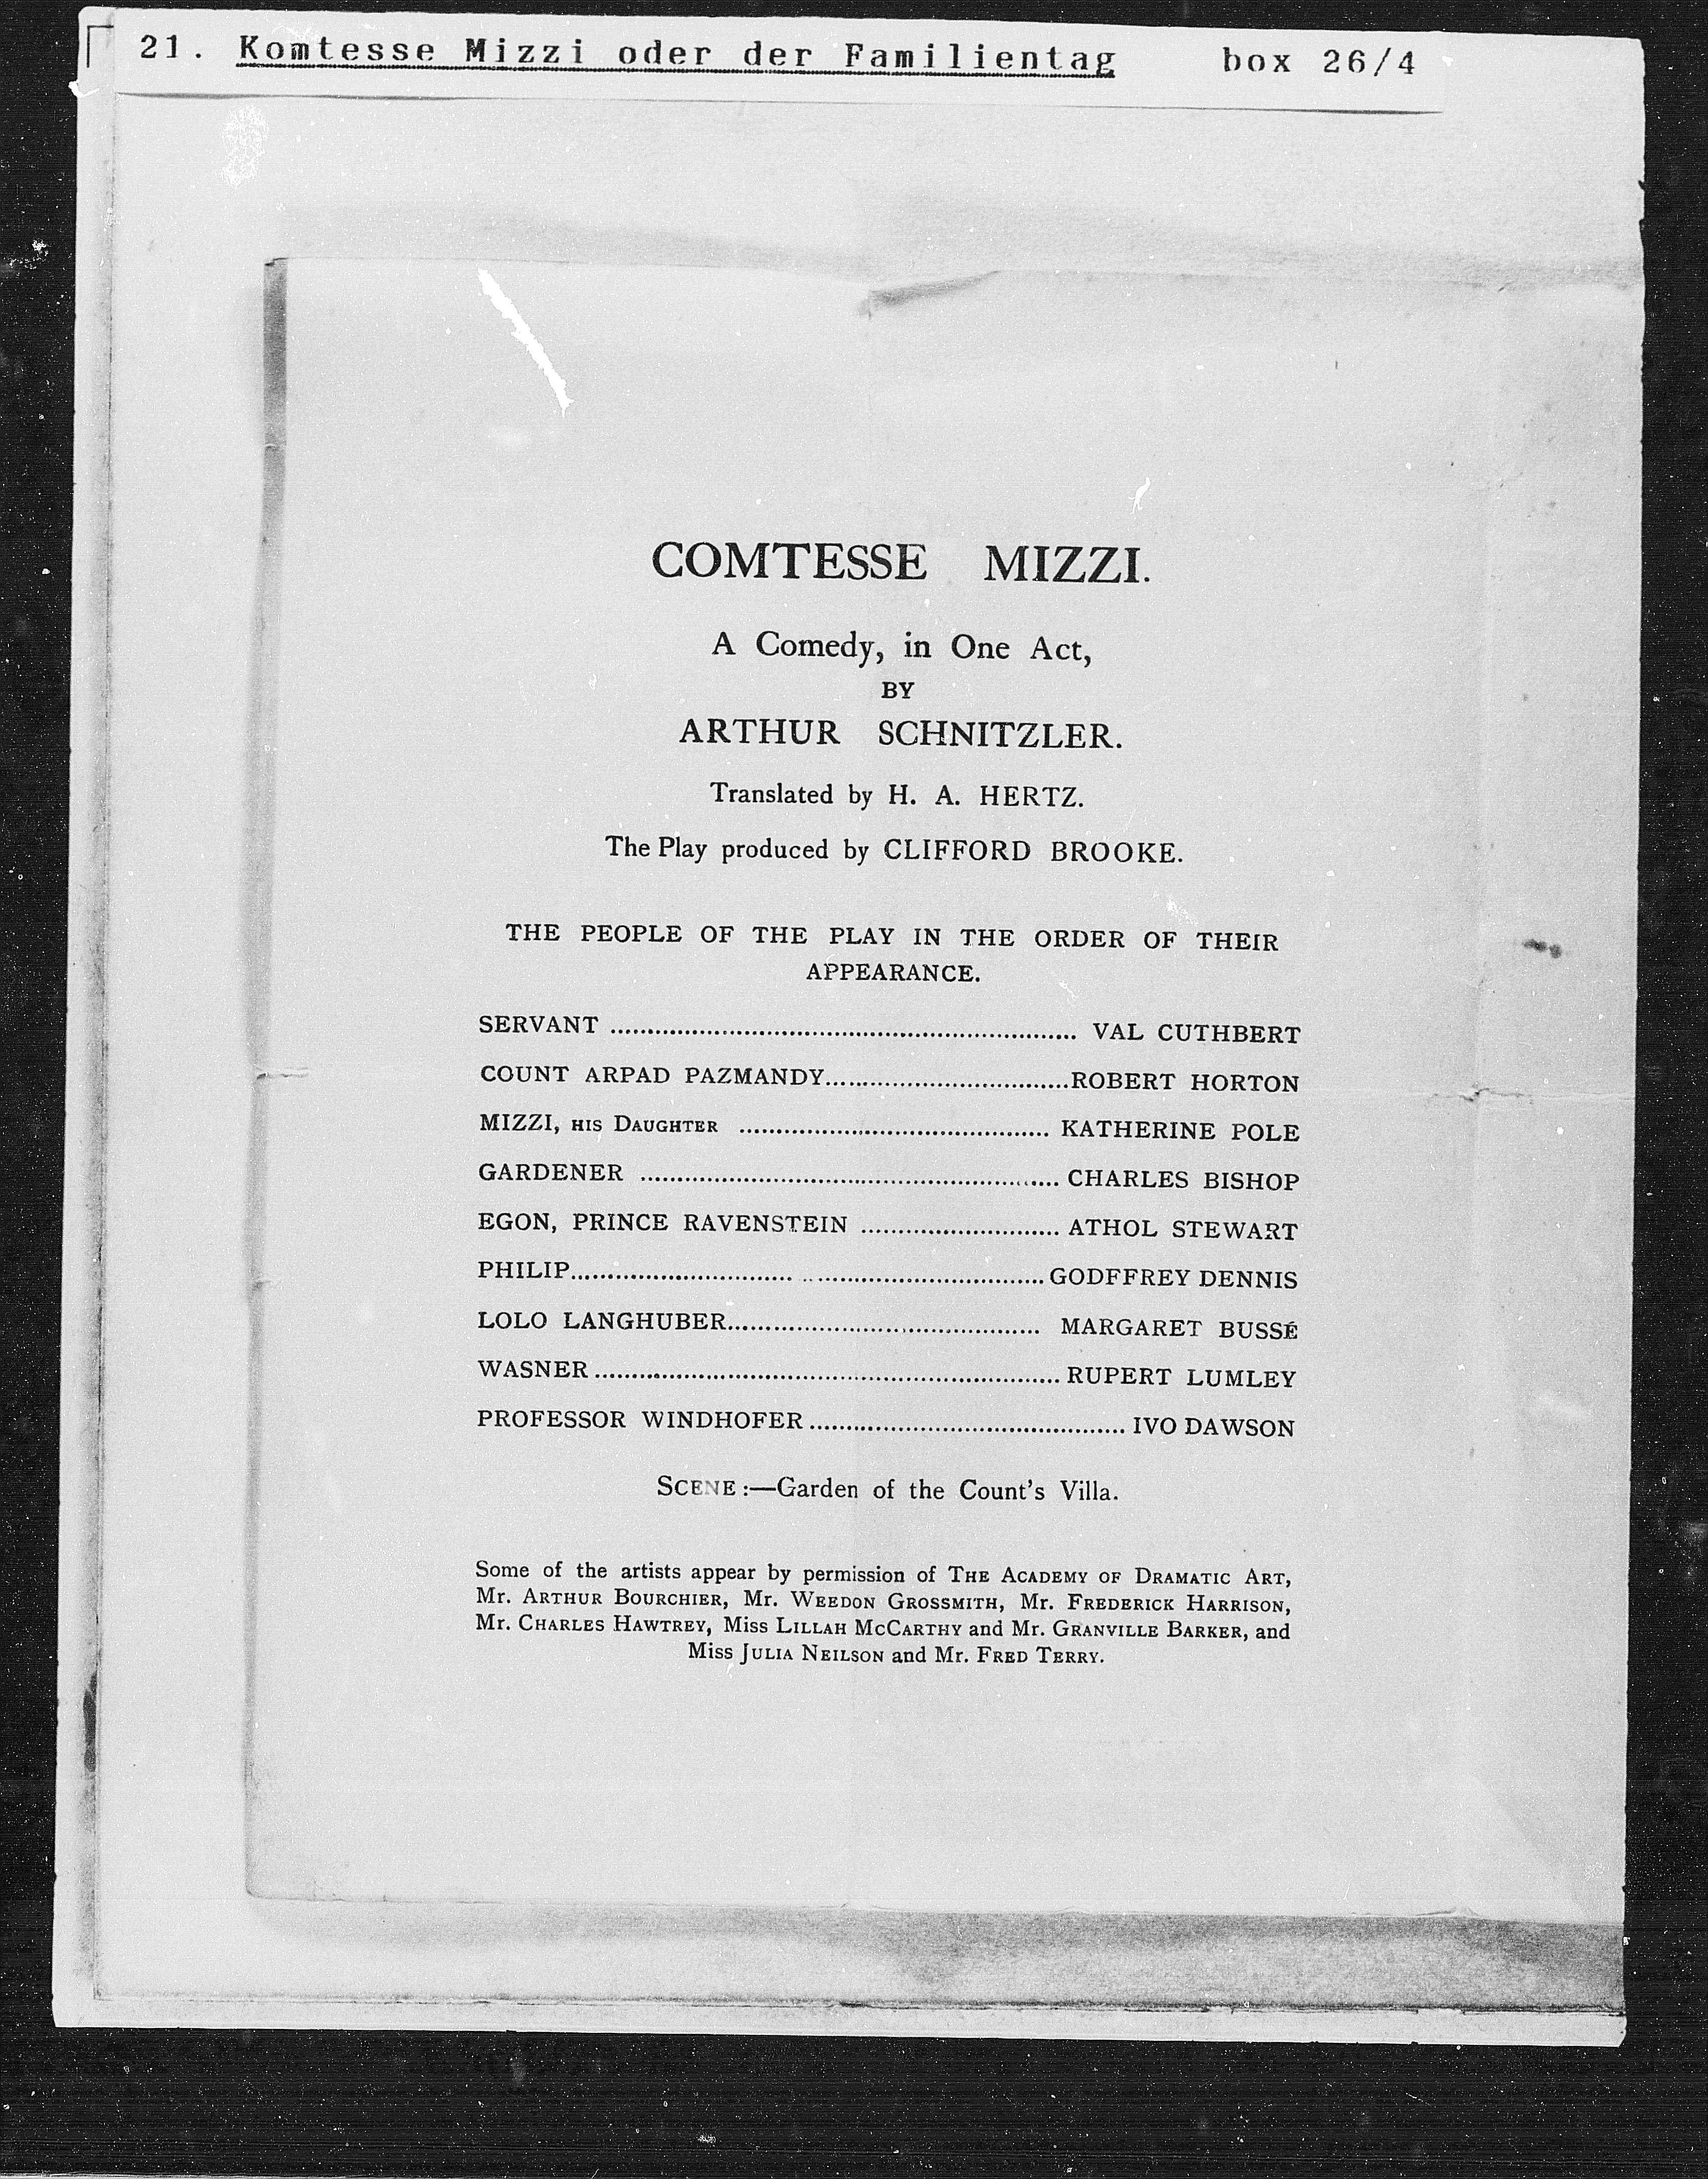 21. Komtesse Mizzi oder der Familientag box 26/4
COMTESSE MIZZI.
A Comedy, in One Act,
BY
ARTHUR SCHNITZLER.
Translated by H. A. HERTZ.
The Play produced by CLIFFORD BROOKE.
THE PEOPLE OF THE PLAY IN THE ORDER OF THEIR
APPEARANCE.
SERVANT ........ VAL CUTHBERT
COUNT ARPAD PAZMANDY........ROBERT HORTON
MIZZI, HIS DAUGHTER ........ KATHERINE POLE
GARDENER ........ CHARLES BISHOP
EGON, PRINCE RAVENSTEIN ........ ATHOL STEWART
PHILIP........GODFFREY DENNIS
LOLO LANGHUBER........ MARGARET BUSSÉ
WASNER ........ RUPERT LUMLEY
PROFESSOR WINDHOFER ........ IVO DAWSON
SCENE :—Garden of the Count's Villa.
Some of the artists appear by permission of THE ACADEMY OF DRAMATIC ART,
Mr. ARTHUR BOURCHIER, Mr. WEEDON GROSSMITH, Mr. FREDERICK HARRISON,
Mr. CHARLES HAWTREY, Miss LILLAH MCCARTHY and Mr. GRANVILLE BARKER, and
Miss JULIA NEILSON and Mr. FRED TERRY.